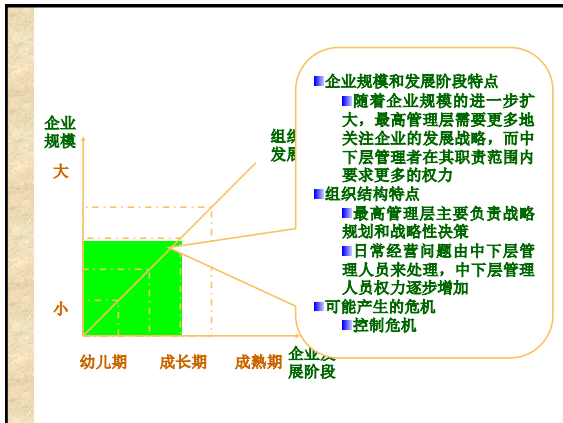 企业
规模
大
小
组
发展
企业规模和发展阶段特点
随着企业规模的进一步扩
大，最高管理层需要更多地
关注企业的发展战略，而中
下层管理者在其职责范围内
要求更多的权力
组织结构特点
最高管理层主要负责战略
规划和战略性决策
日常经营问题由中下层管
理人员来处理，中下层管理
人员权力逐步增加
可能产生的危机
控制危机
幼儿期
成长期
成熟期
企业发
展阶段